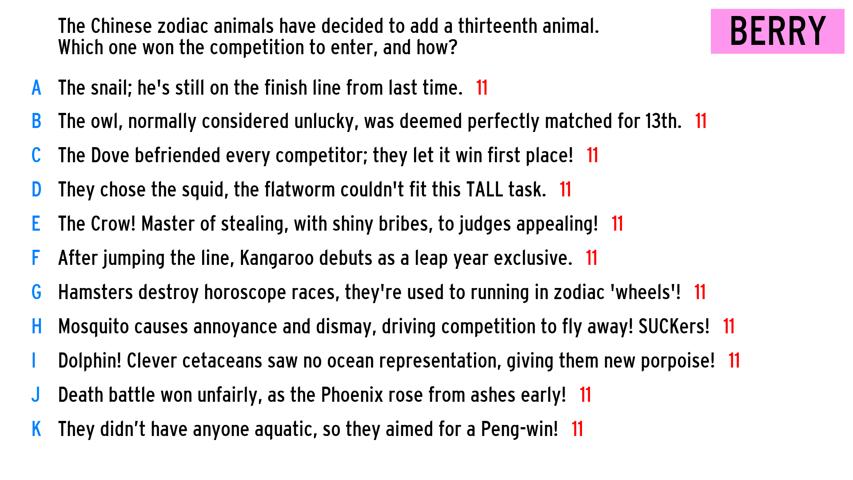 The Chinese zodiac animals have decided to add a thirteenth animal.
Which one won the competition to enter, and how?
BERRY
A The snail; he's still on the finish line from last time. 11
B The owl, normally considered unlucky, was deemed perfectly matched for 13th. 11
C The Dove befriended every competitor; they let it win first place! 11
D They chose the squid, the flatworm couldn't fit this TALL task. 11
E The Crow! Master of stealing, with shiny bribes, to judges appealing! 11
F After jumping the line, Kangaroo debuts as a leap year exclusive. 11
G Hamsters destroy horoscope races, they're used to running in zodiac 'wheels'! 11
H Mosquito causes annoyance and dismay, driving competition to fly away! SUCKers! 11
I Dolphin! Clever cetaceans saw no ocean representation, giving them new porpoise! 11
J Death battle won unfairly, as the Phoenix rose from ashes early! 11
K They didn’t have anyone aquatic, so they aimed for a Peng-win! 11